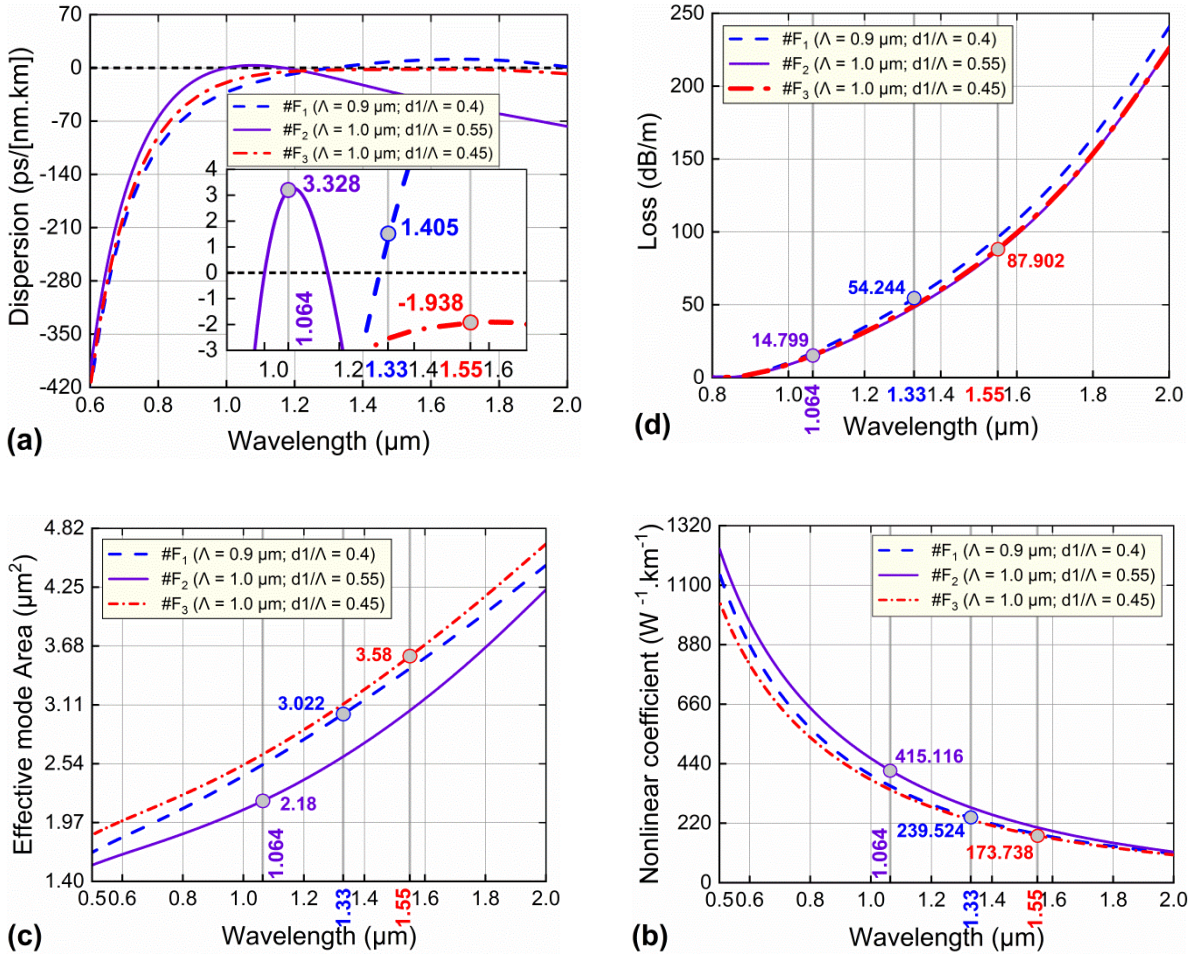 70
0
-70
-140
-210
-280
-350
-420
Dispersion (ps/[nm.km])
#F₁ (Λ = 0.9 µm; d1/Λ = 0.4)
#F₂ (Λ = 1.0 µm; d1/Λ = 0.55)
#F₃ (Λ = 1.0 µm; d1/Λ = 0.45)
4
3
2
1
0
-1
-2
-3
3.328
1.405
-1.938
1.064
1.0 1.2 1.33 1.4 1.55 1.6
0.6 0.8 1.0 1.2 1.4 1.6 1.8 2.0
Wavelength (µm)
(a)
250
200
150
100
50
0
Loss (dB/m)
#F₁ (Λ = 0.9 µm; d1/Λ = 0.4)
#F₂ (Λ = 1.0 µm; d1/Λ = 0.55)
#F₃ (Λ = 1.0 µm; d1/Λ = 0.45)
54.244
87.902
14.799
0.8 1.0 1.2 1.33 1.4 1.55 1.6 1.8 2.0
1.064
Wavelength (µm)
(d)
4.82
4.25
3.68
3.11
2.54
1.97
1.40
Effective mode Area (µm²)
#F₁ (Λ = 0.9 µm; d1/Λ = 0.4)
#F₂ (Λ = 1.0 µm; d1/Λ = 0.55)
#F₃ (Λ = 1.0 µm; d1/Λ = 0.45)
3.58
3.022
2.18
1.064
0.5 0.6 0.8 1.0 1.2 1.4 1.6 1.8 2.0
1.33
1.55
Wavelength (µm)
(c)
1320
1100
880
660
440
220
0
Nonlinear coefficient (W⁻¹.km⁻¹)
#F₁ (Λ = 0.9 µm; d1/Λ = 0.4)
#F₂ (Λ = 1.0 µm; d1/Λ = 0.55)
#F₃ (Λ = 1.0 µm; d1/Λ = 0.45)
415.116
239.524
173.738
1.064
0.5 0.6 0.8 1.0 1.2 1.4 1.6 1.8 2.0
1.33
1.55
Wavelength (µm)
(b)